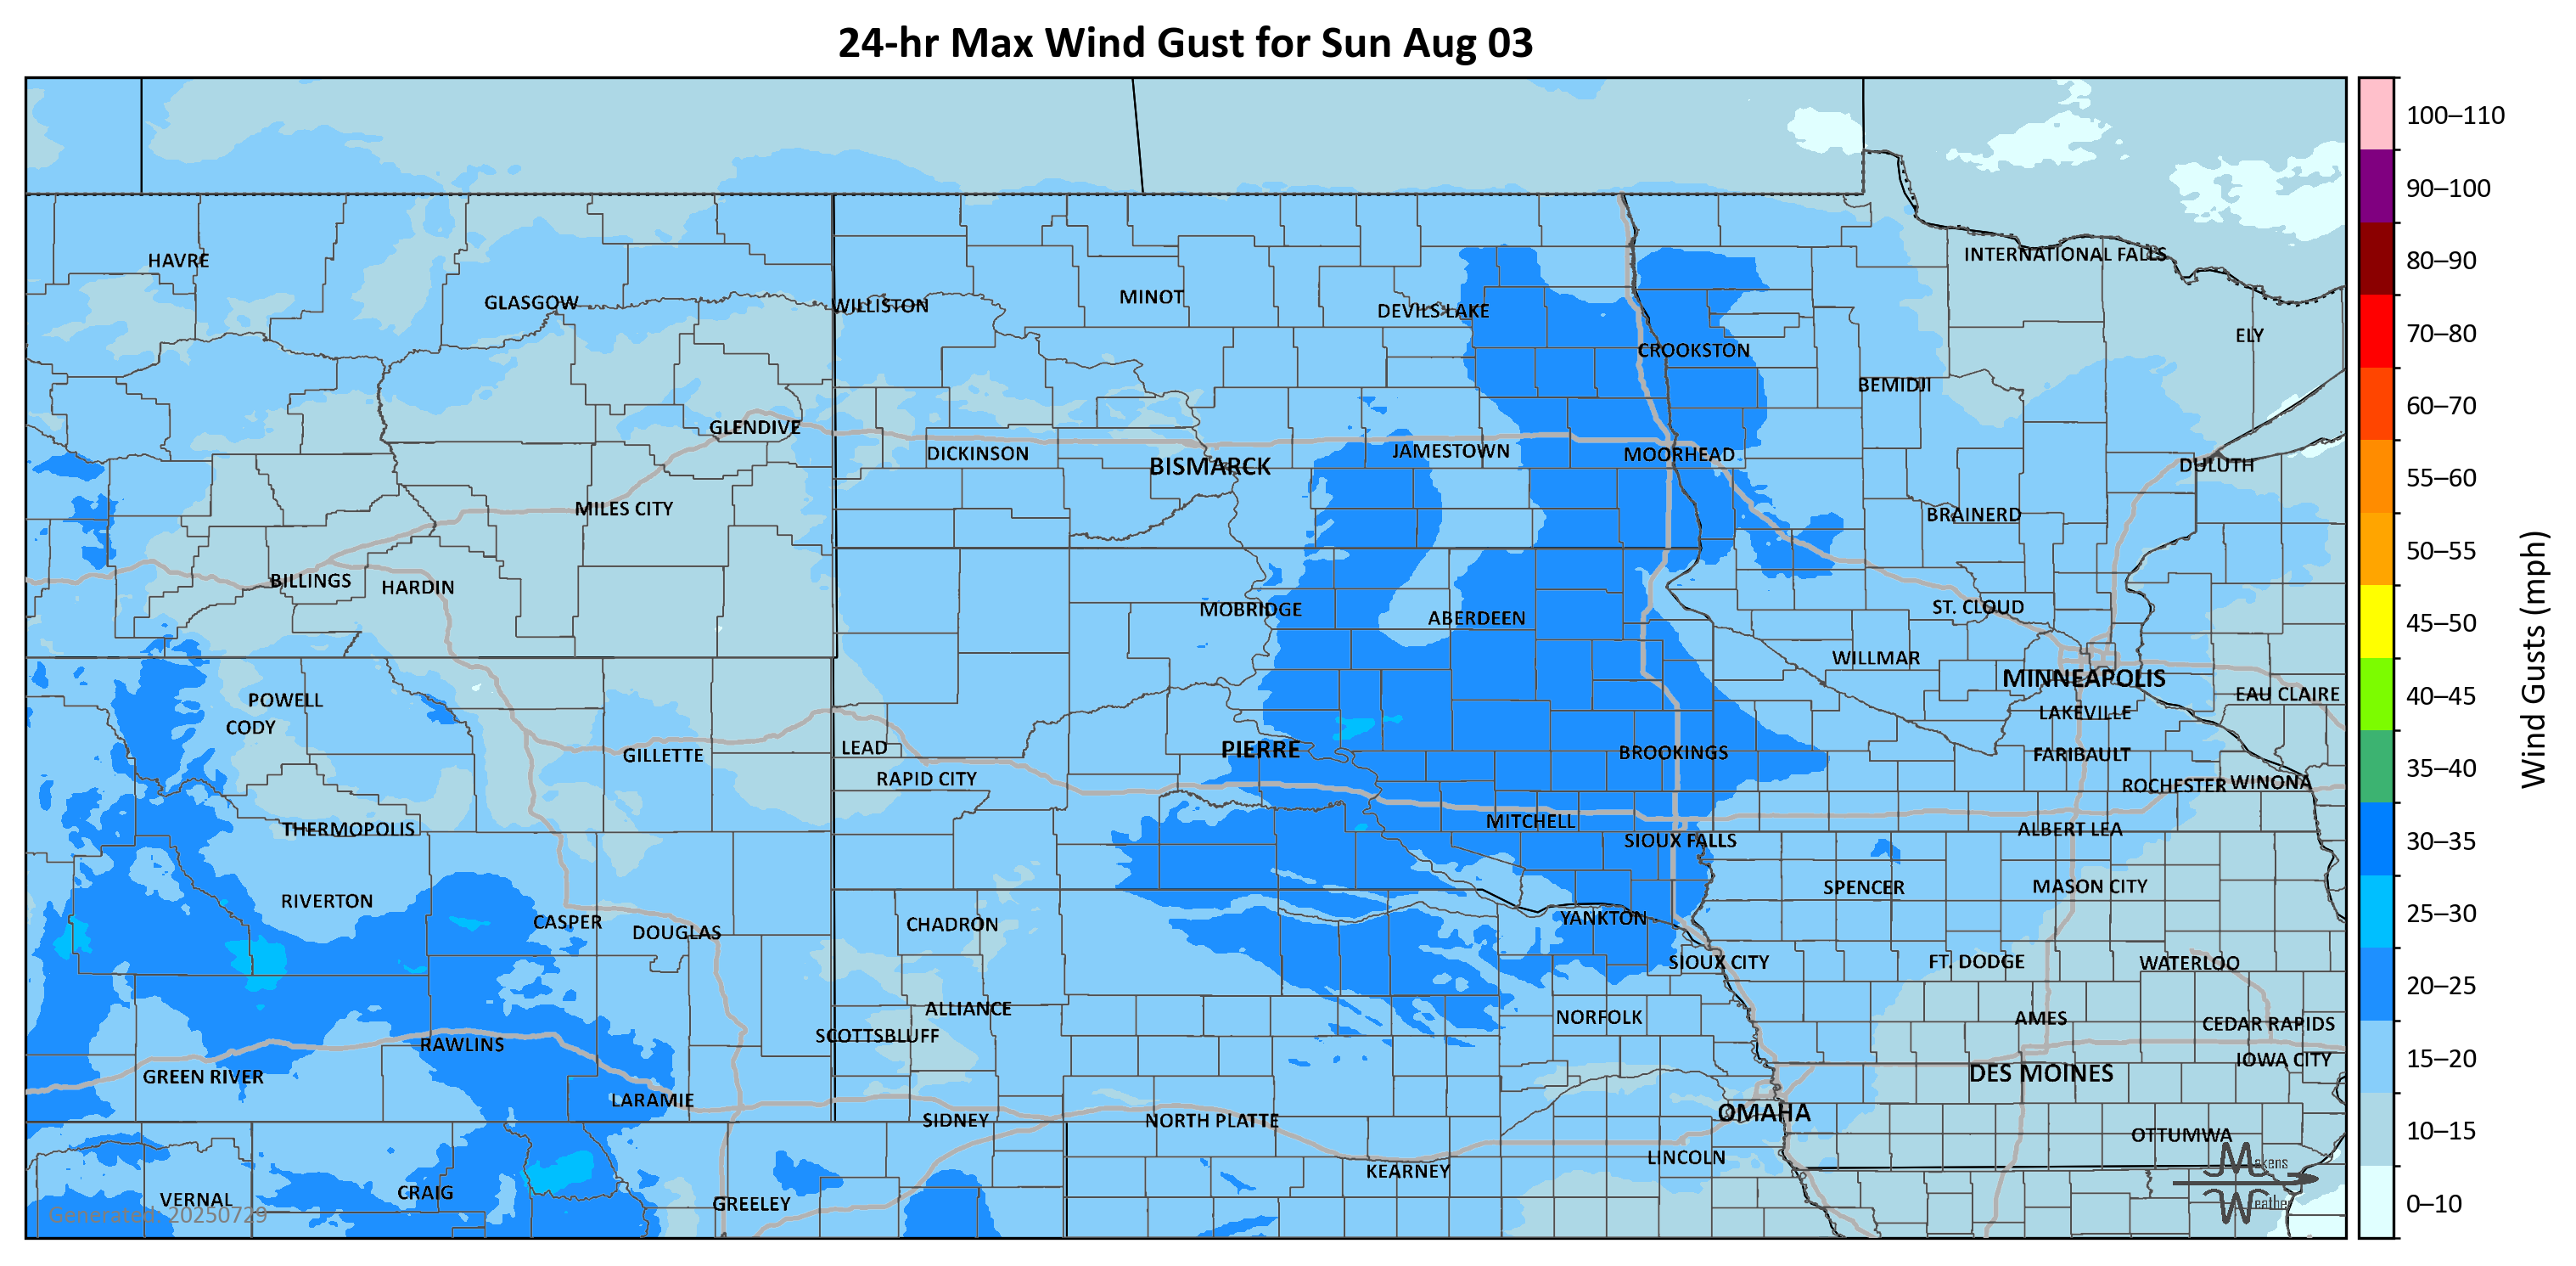 24-hr Max Wind Gust for Sun Aug 03
100–110
90–100
80–90
70–80
60–70
55–60
50–55
45–50
40–45
35–40
30–35
25–30
20–25
15–20
10–15
0–10
Wind Gusts (mph)
HAVRE
GLASGOW
WILLISTON
MINOT
DEVILS LAKE
INTERNATIONAL FALLS
ELY
CROOKSTON
BEMIDJI
GLENDIVE
DICKINSON
BISMARCK
JAMESTOWN
MOORHEAD
DULUTH
MILES CITY
BRAINERD
BILLINGS
HARDIN
MOBRIDGE
ABERDEEN
ST. CLOUD
WILLMAR
MINNEAPOLIS
EAU CLAIRE
POWELL
CODY
LAKEVILLE
GILLETTE
LEAD
PIERRE
BROOKINGS
FARIBAULT
RAPID CITY
ROCHESTER
WINONA
THERMOPOLIS
MITCHELL
SIOUX FALLS
ALBERT LEA
RIVERTON
SPENCER
MASON CITY
CASPER
DOUGLAS
CHADRON
YANKTON
SIOUX CITY
FT. DODGE
WATERLOO
ALLIANCE
NORFOLK
AMES
CEDAR RAPIDS
SCOTTSBLUFF
RAWLINS
IOWA CITY
GREEN RIVER
DES MOINES
LARAMIE
SIDNEY
NORTH PLATTE
OMAHA
OTTUMWA
KEARNEY
LINCOLN
VERNAL
CRAIG
GREELEY
Generated: 20250729
Makens
Weather